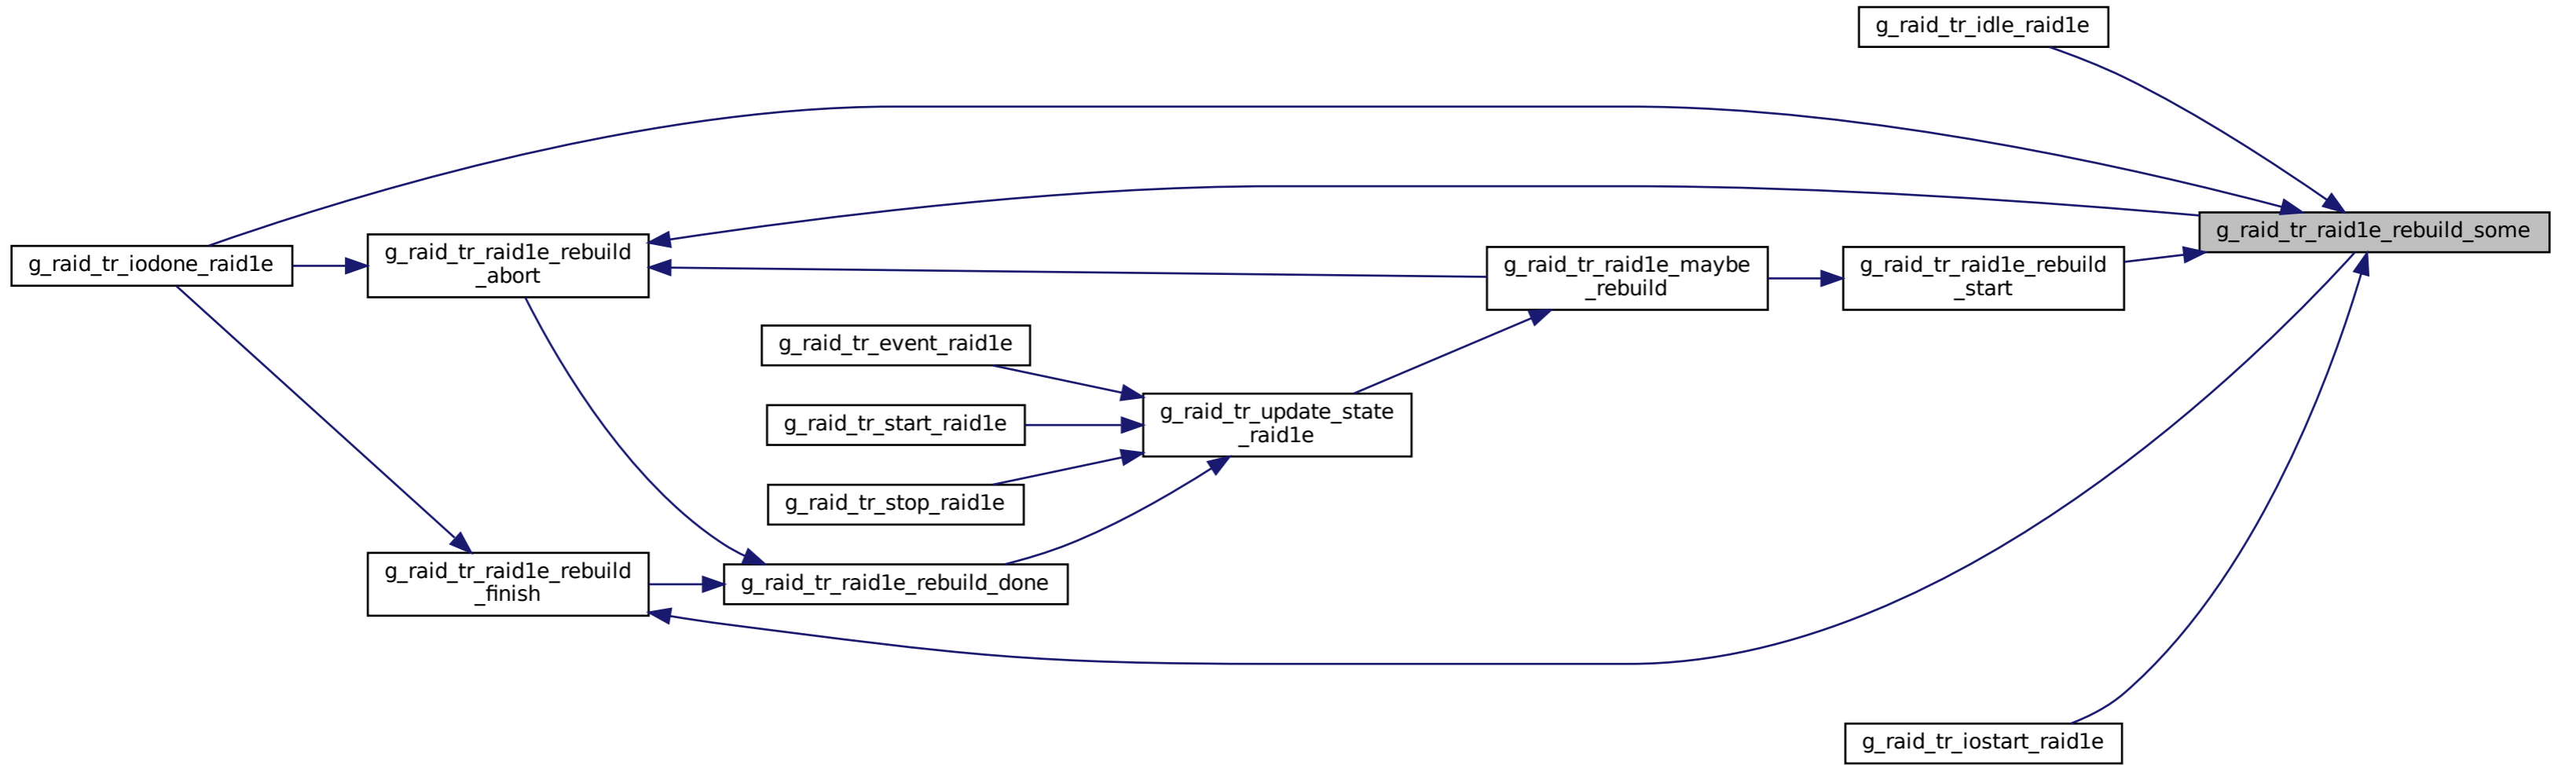 g_raid_tr_idle_raid1e
g_raid_tr_raid1e_rebuild_some
g_raid_tr_iodone_raid1e
g_raid_tr_raid1e_rebuild
_abort
g_raid_tr_raid1e_maybe
_rebuild
g_raid_tr_raid1e_rebuild
_start
g_raid_tr_event_raid1e
g_raid_tr_start_raid1e
g_raid_tr_update_state
_raid1e
g_raid_tr_stop_raid1e
g_raid_tr_raid1e_rebuild
_finish
g_raid_tr_raid1e_rebuild_done
g_raid_tr_iostart_raid1e